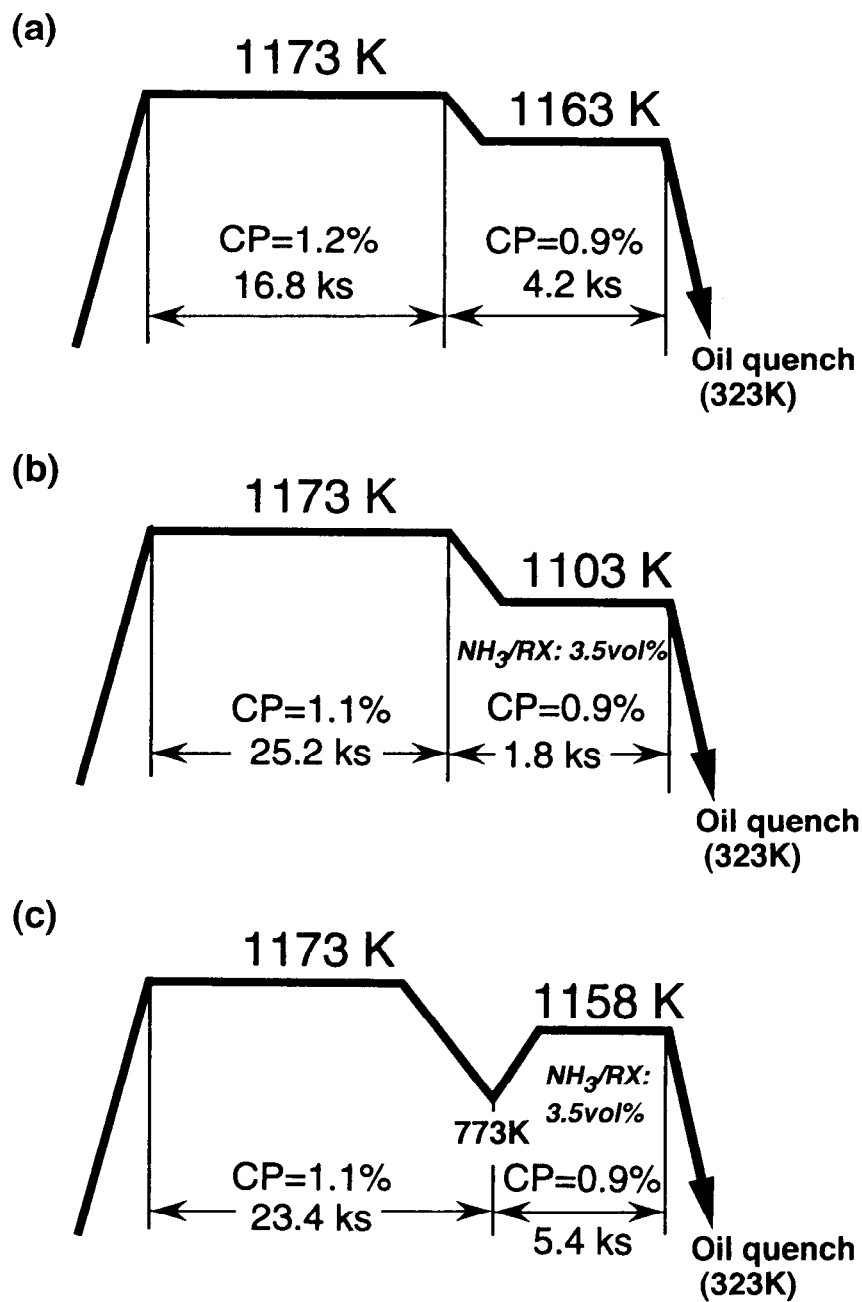 (a)
1173 K
1163 K
CP=1.2%
CP=0.9%
16.8 ks
4.2 ks
Oil quench
(323K)
(b)
1173 K
1103 K
NH3/RX: 3.5vol%
CP=1.1%
CP=0.9%
25.2 ks
1.8 ks
Oil quench
(323K)
(c)
1173 K
1158 K
NH3/RX:
3.5vol%
773K
CP=1.1%
CP=0.9%
23.4 ks
5.4 ks
Oil quench
(323K)